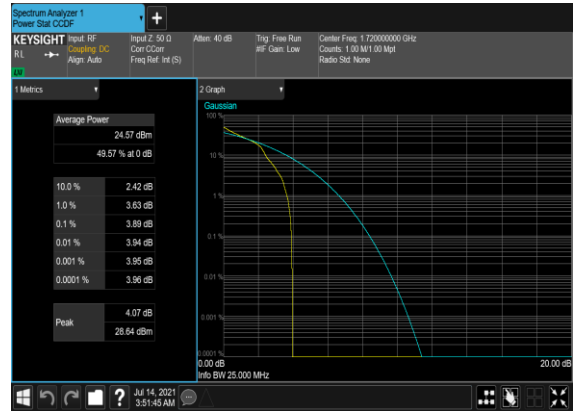 Spectrum Analyzer 1
Power Stat CCDF
KEYSIGHT
RL
Input: RF
Coupling: DC
Align: Auto
Input Z: 50 Ω
Corr CCorr
Freq Ref: Int (S)
Atten: 40 dB
Trig: Free Run
#IF Gain: Low
Center Freq: 1.720000000 GHz
Counts: 1.00 M/1.00 Mpt
Radio Std: None
1 Metrics
Average Power
24.57 dBm
49.57 % at 0 dB
10.0 % 2.42 dB
1.0 % 3.63 dB
0.1 % 3.89 dB
0.01 % 3.94 dB
0.001 % 3.95 dB
0.0001 % 3.96 dB
Peak
4.07 dB
28.64 dBm
2 Graph
Gaussian
100 %
10 %
1 %
0.1 %
0.01 %
0.001 %
0.0001 %
0.00 dB 20.00 dB
Info BW 25.000 MHz
Jul 14, 2021
3:51:45 AM